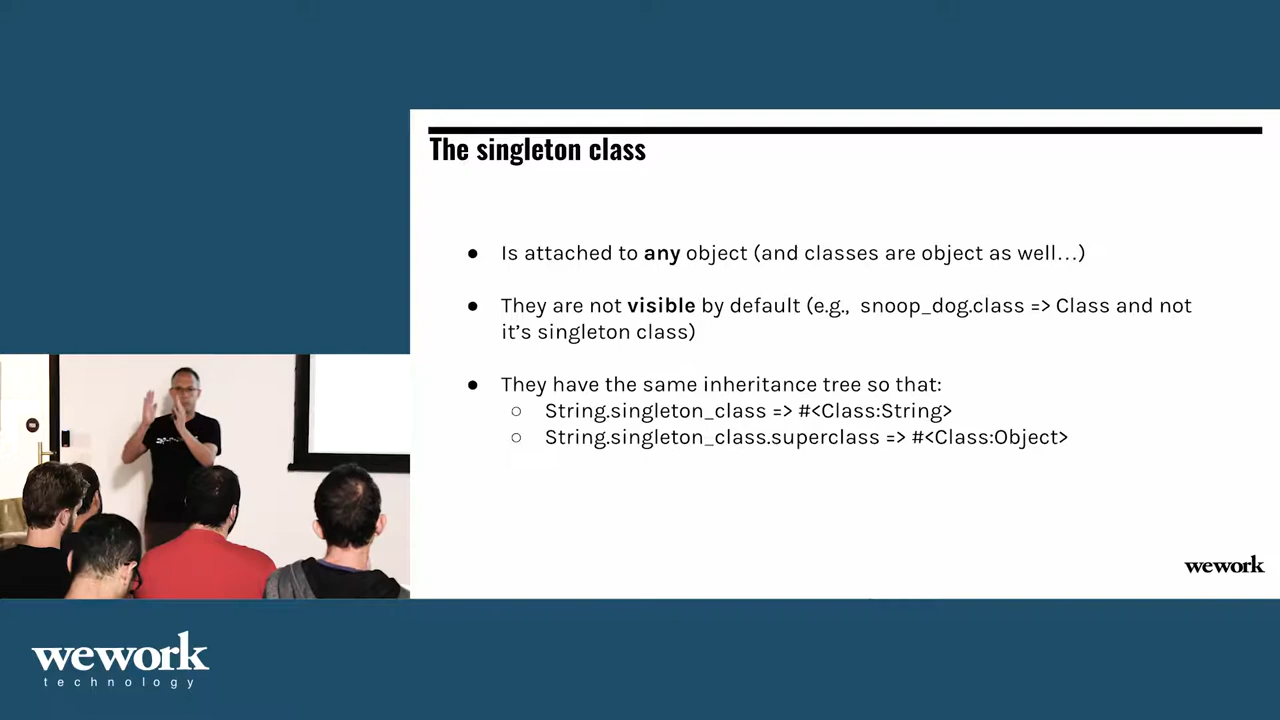 The singleton class
● Is attached to any object (and classes are object as well…)
● They are not visible by default (e.g., snoop_dog.class => Class and not
it’s singleton class)
● They have the same inheritance tree so that:
○ String.singleton_class => #<Class:String>
○ String.singleton_class.superclass => #<Class:Object>
wework
wework
technology